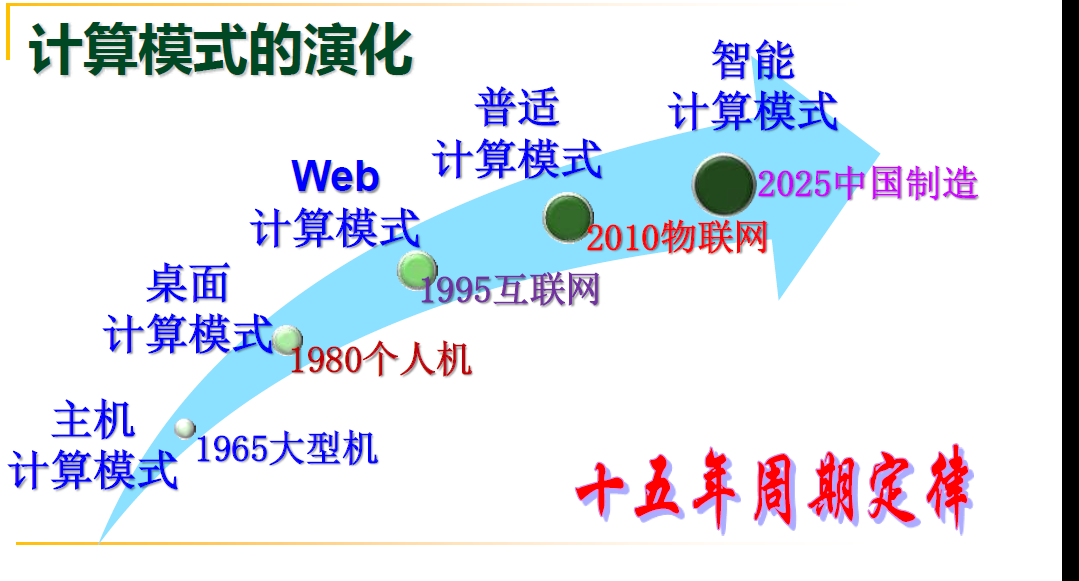 计算模式的演化
智能
计算模式
2025中国制造
普适
计算模式
2010物联网
Web
计算模式
1995互联网
桌面
计算模式
1980个人机
主机
计算模式
1965大型机
十五年周期定律